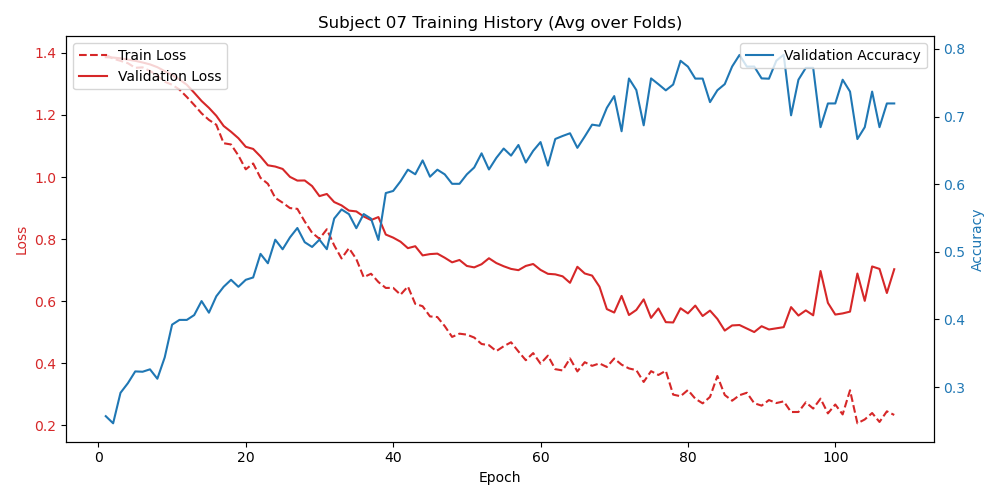 Subject 07 Training History (Avg over Folds)
Train Loss
Validation Loss
Validation Accuracy
1.4
1.2
1.0
0.8
0.6
0.4
0.2
Loss
0.8
0.7
0.6
0.5
0.4
0.3
Accuracy
0 20 40 60 80 100
Epoch